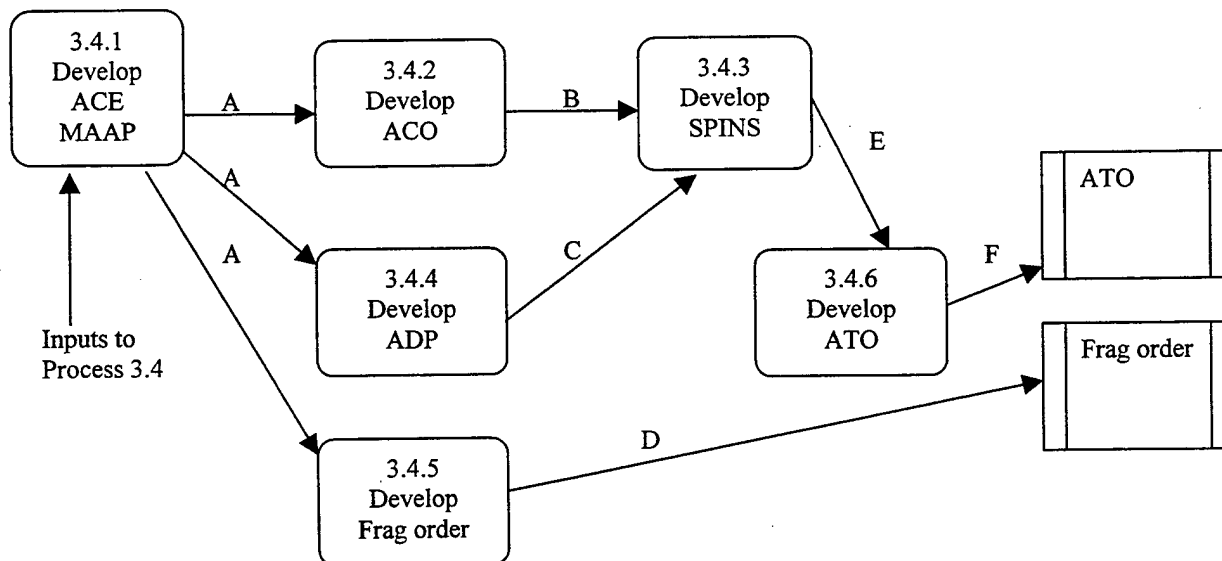 3.4.1
Develop
ACE
MAAP
A
3.4.2
Develop
ACO
B
3.4.3
Develop
SPINS
E
ATO
A
A
3.4.4
Develop
ADP
C
3.4.6
Develop
ATO
F
Inputs to
Process 3.4
Frag order
3.4.5
Develop
Frag order
D